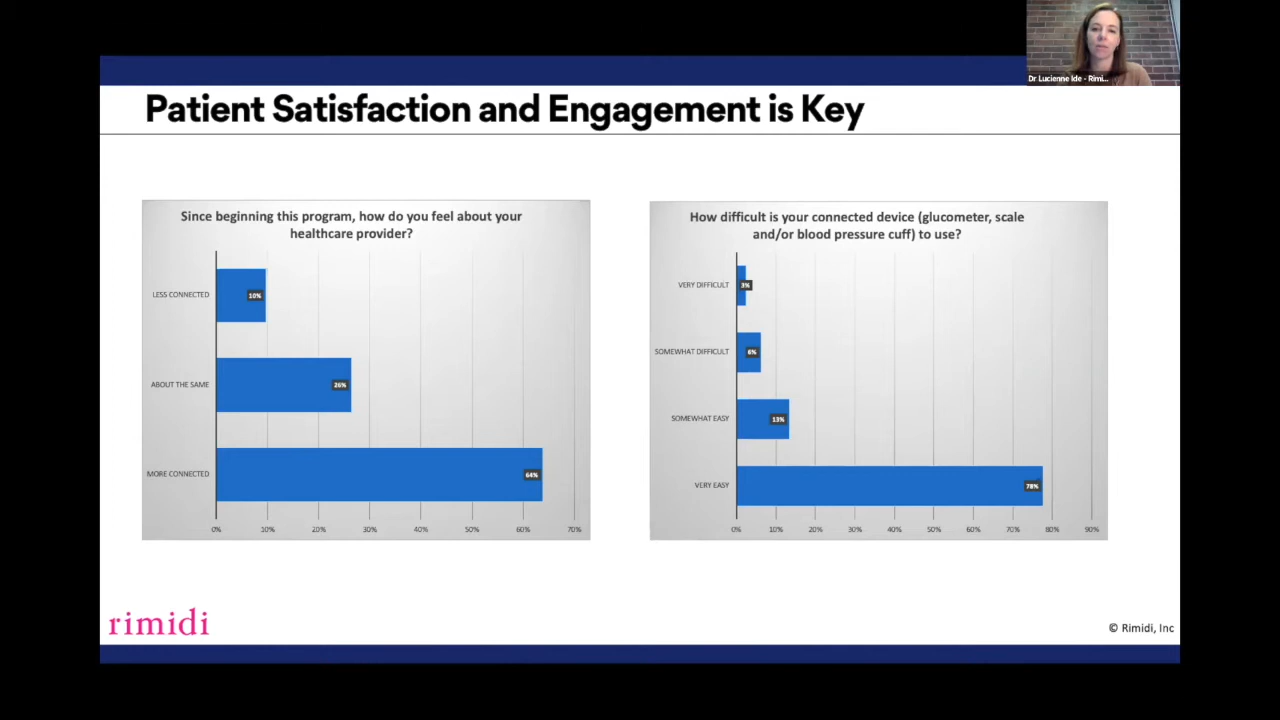 Dr Lucienne Ide - Rimi...
Patient Satisfaction and Engagement is Key
Since beginning this program, how do you feel about your
healthcare provider?
LESS CONNECTED
10%
ABOUT THE SAME
26%
MORE CONNECTED
64%
0% 10% 20% 30% 40% 50% 60% 70%
How difficult is your connected device (glucometer, scale
and/or blood pressure cuff) to use?
VERY DIFFICULT
3%
SOMEWHAT DIFFICULT
6%
SOMEWHAT EASY
13%
VERY EASY
78%
0% 10% 20% 30% 40% 50% 60% 70% 80% 90%
rimidi
© Rimidi, Inc